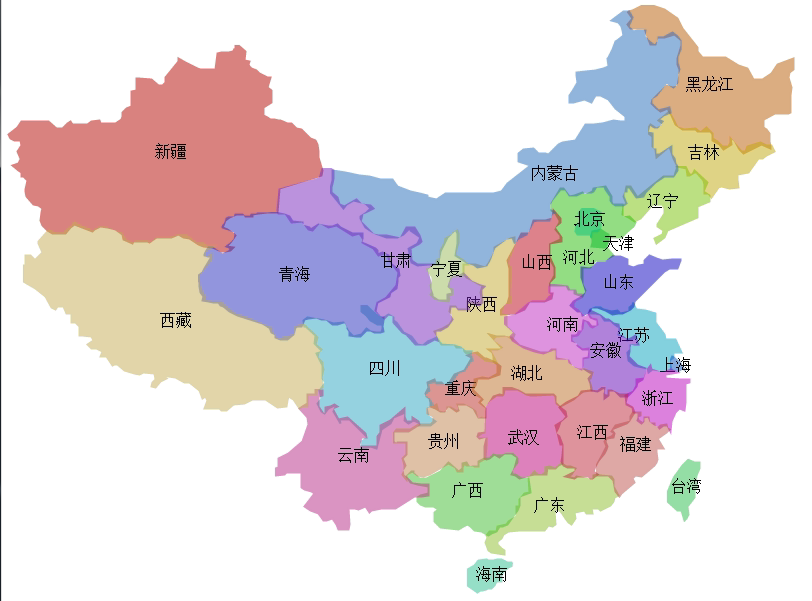 黑龙江
吉林
新疆
内蒙古
辽宁
北京
天津
河北
甘肃
宁夏
山西
青海
山东
陕西
西藏
河南
江苏
安徽
上海
四川
湖北
重庆
浙江
武汉
江西
贵州
福建
云南
广西
台湾
广东
海南